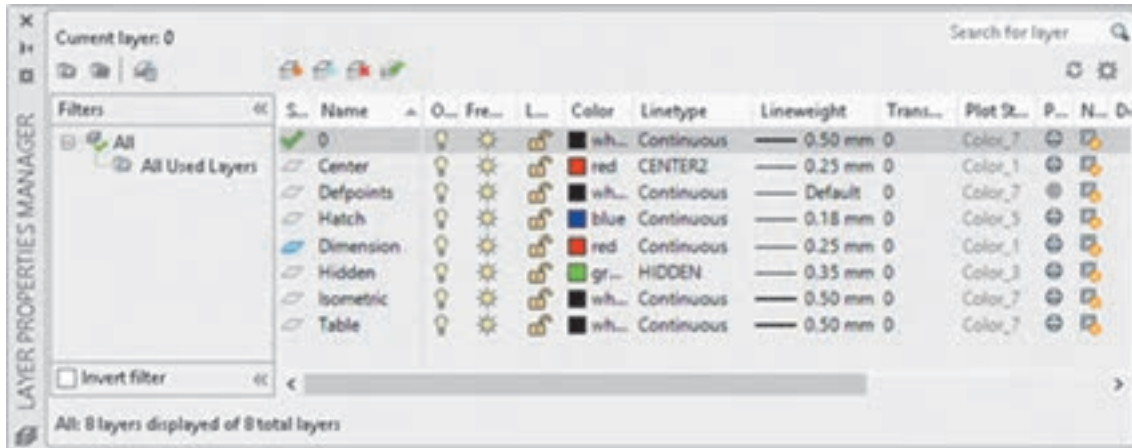 Current layer: 0
Search for layer
Filters
S... Name O... Fre... L... Color Linetype Lineweight Trans... Plot St... P... N... D
All
All Used Layers
0 wh... Continuous 0.50 mm 0 Color_7
Center red CENTER2 0.25 mm 0 Color_1
Defpoints wh... Continuous Default 0 Color_7
Hatch blue Continuous 0.18 mm 0 Color_5
Dimension red Continuous 0.25 mm 0 Color_1
Hidden gr... HIDDEN 0.35 mm 0 Color_3
Isometric wh... Continuous 0.50 mm 0 Color_7
Table wh... Continuous 0.50 mm 0 Color_7
Invert filter
All: 8 layers displayed of 8 total layers
LAYER PROPERTIES MANAGER